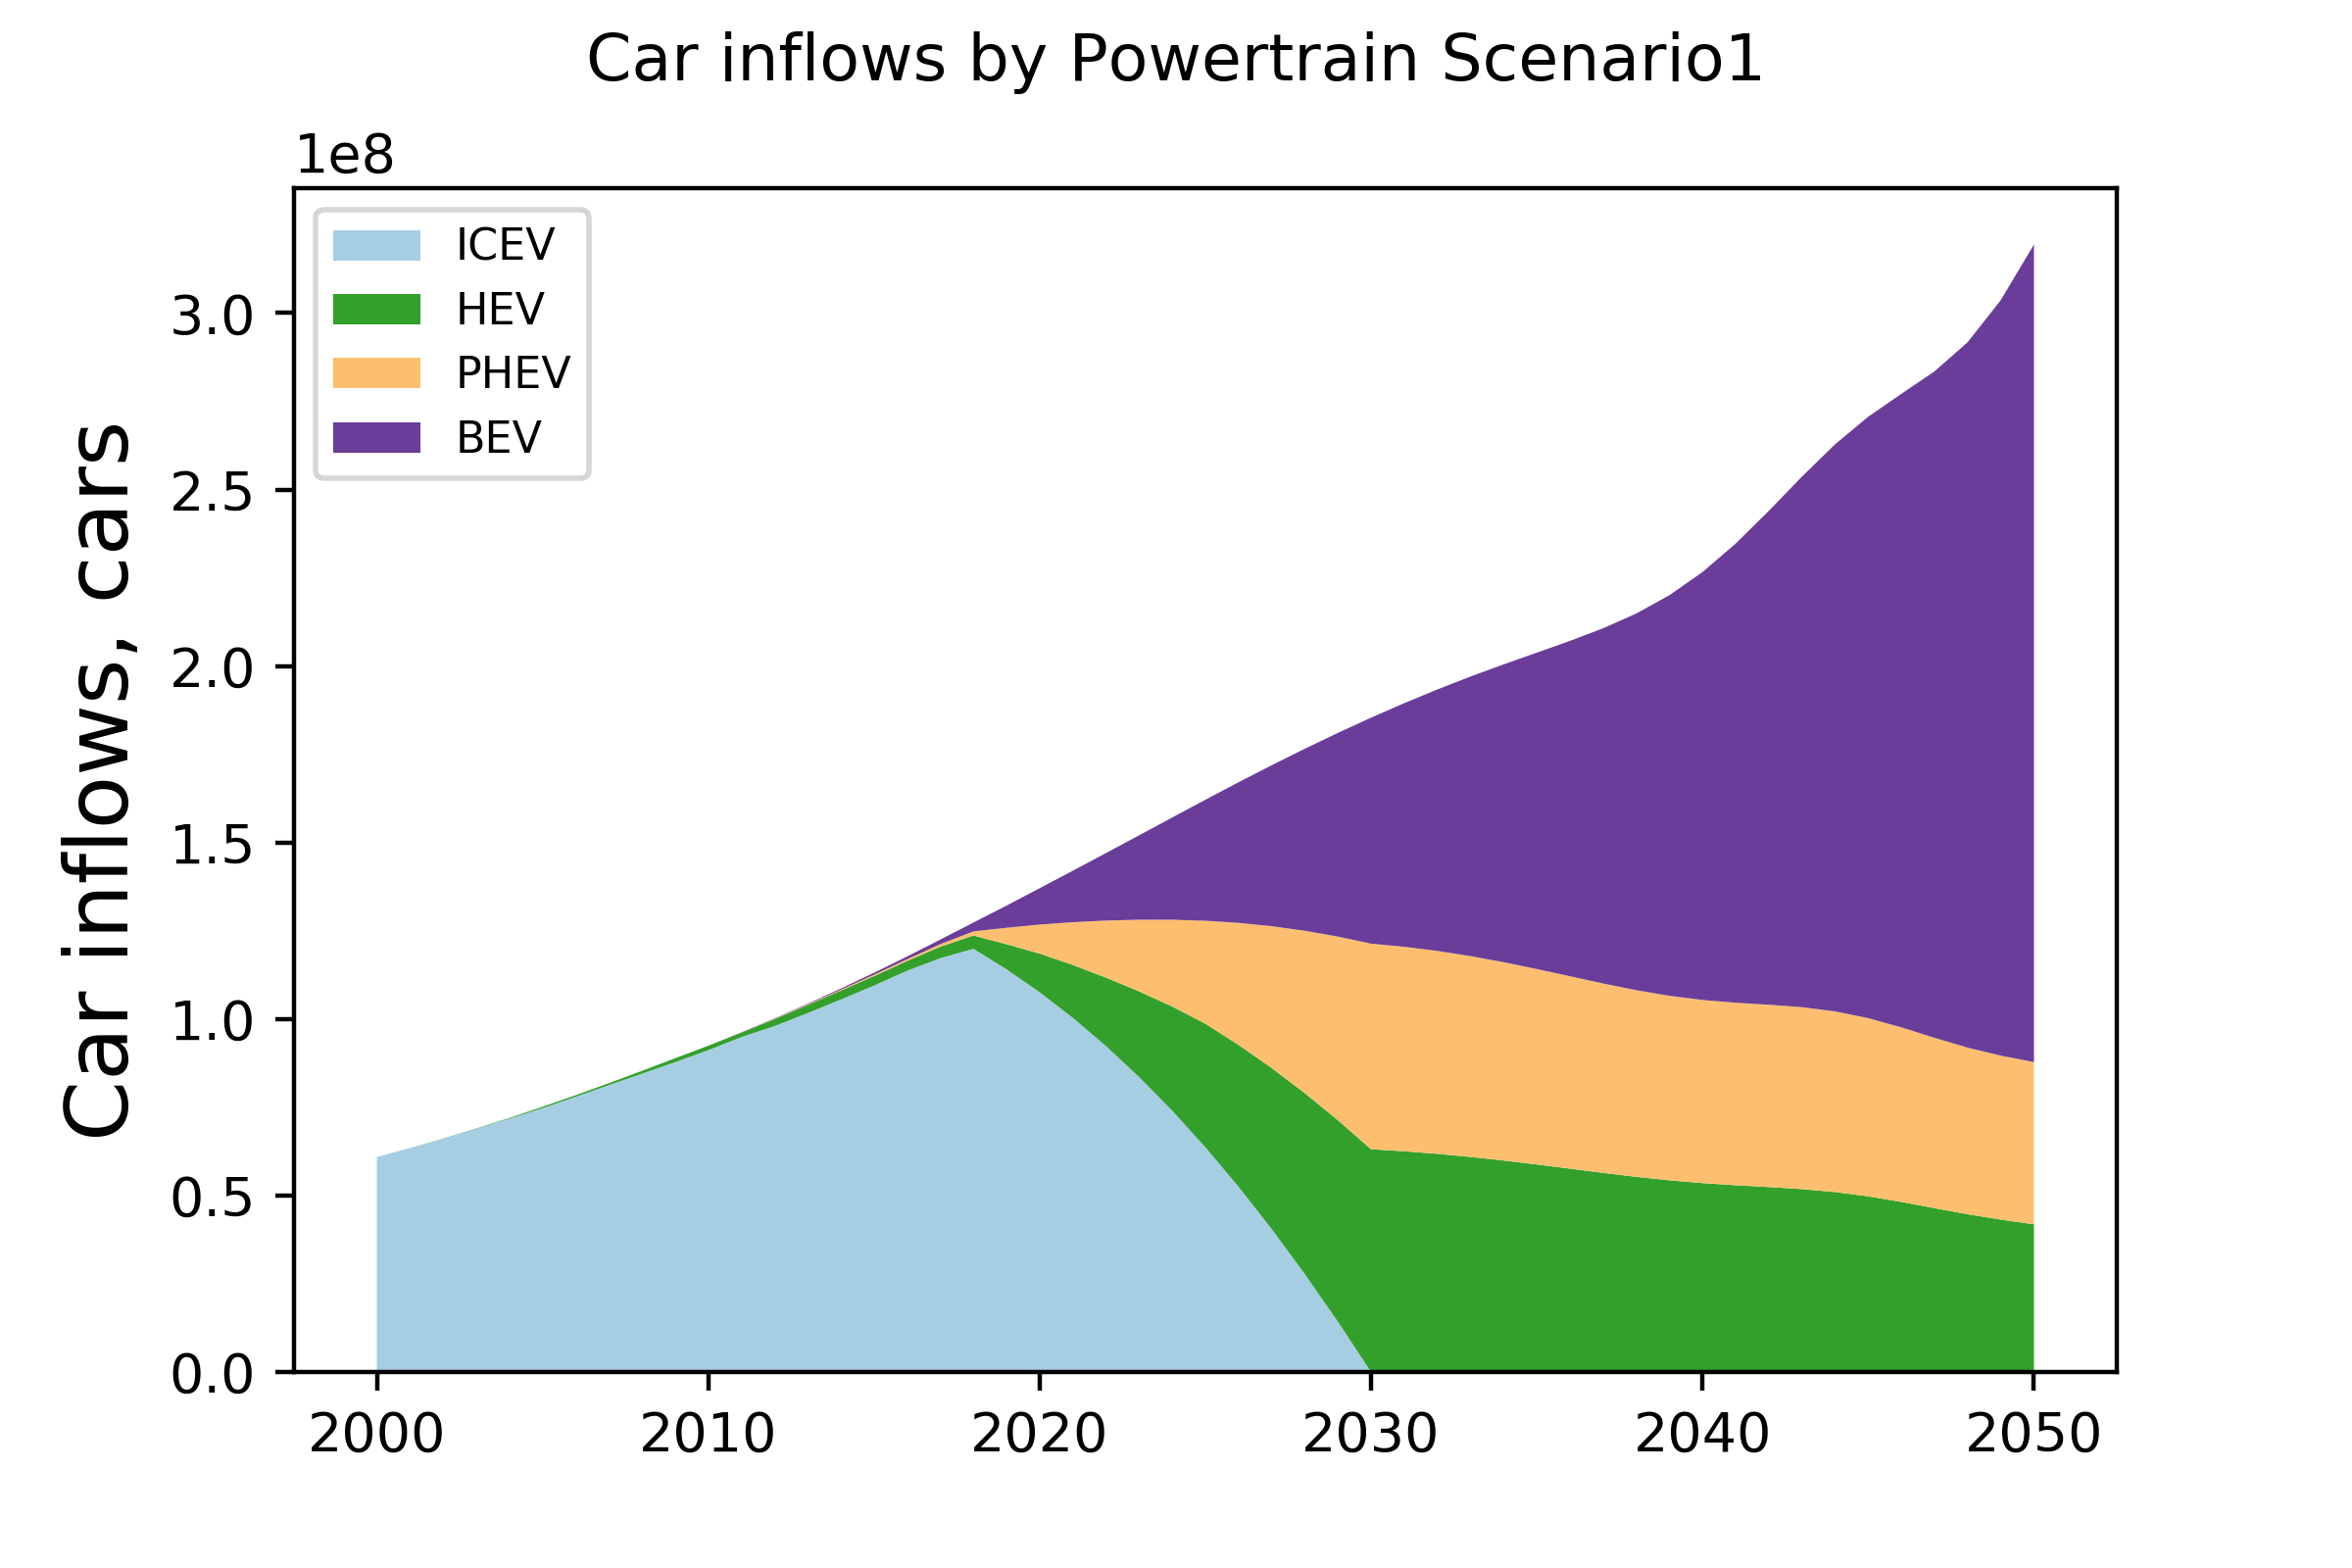 Car inflows by Powertrain Scenario1
1e8
ICEV
HEV
PHEV
BEV
Car inflows, cars
3.0
2.5
2.0
1.5
1.0
0.5
0.0
2000 2010 2020 2030 2040 2050